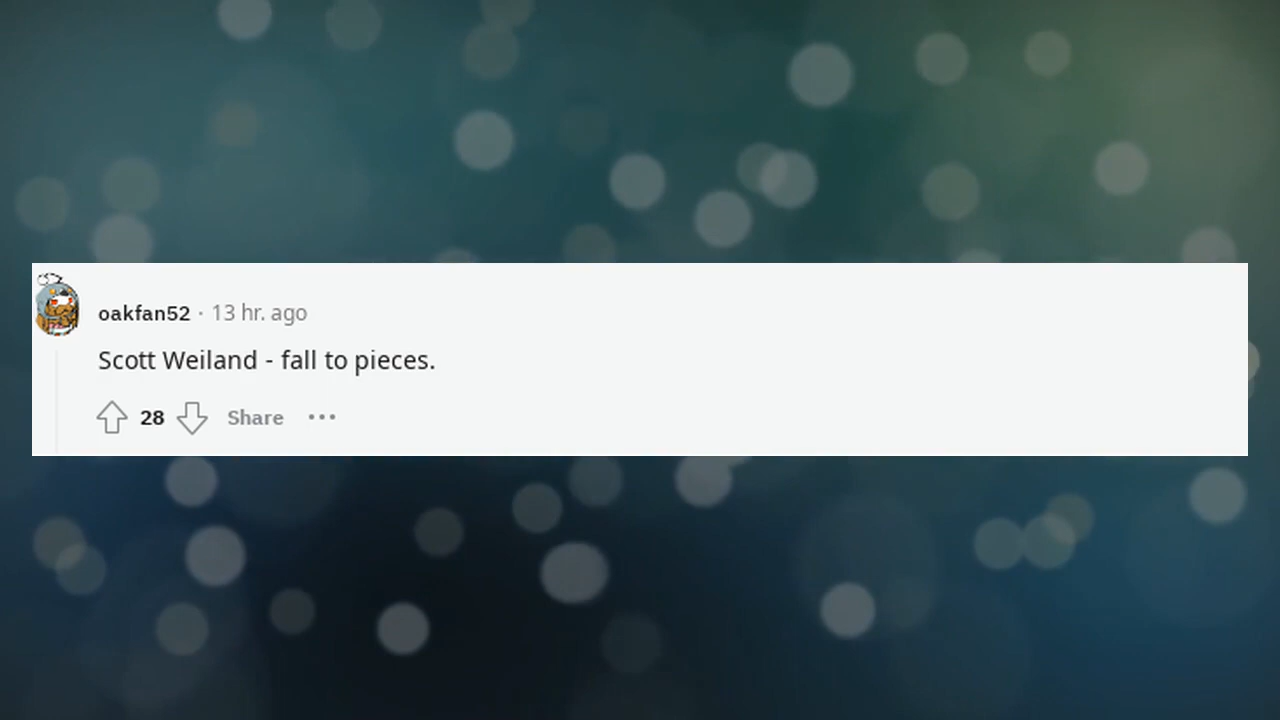 oakfan52 · 13 hr. ago
Scott Weiland - fall to pieces.
28 Share ···